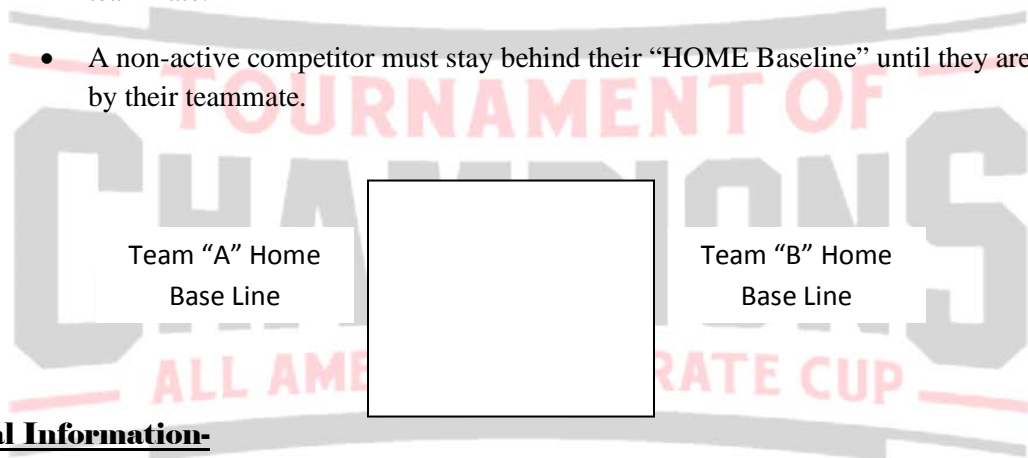 • A non-active competitor must stay behind their “HOME Baseline” until they are
by their teammate.
TOURNAMENT OF
CHAMPIONS
Team “A” Home
Base Line
Team “B” Home
Base Line
ALL AME RATE CUP
al Information-